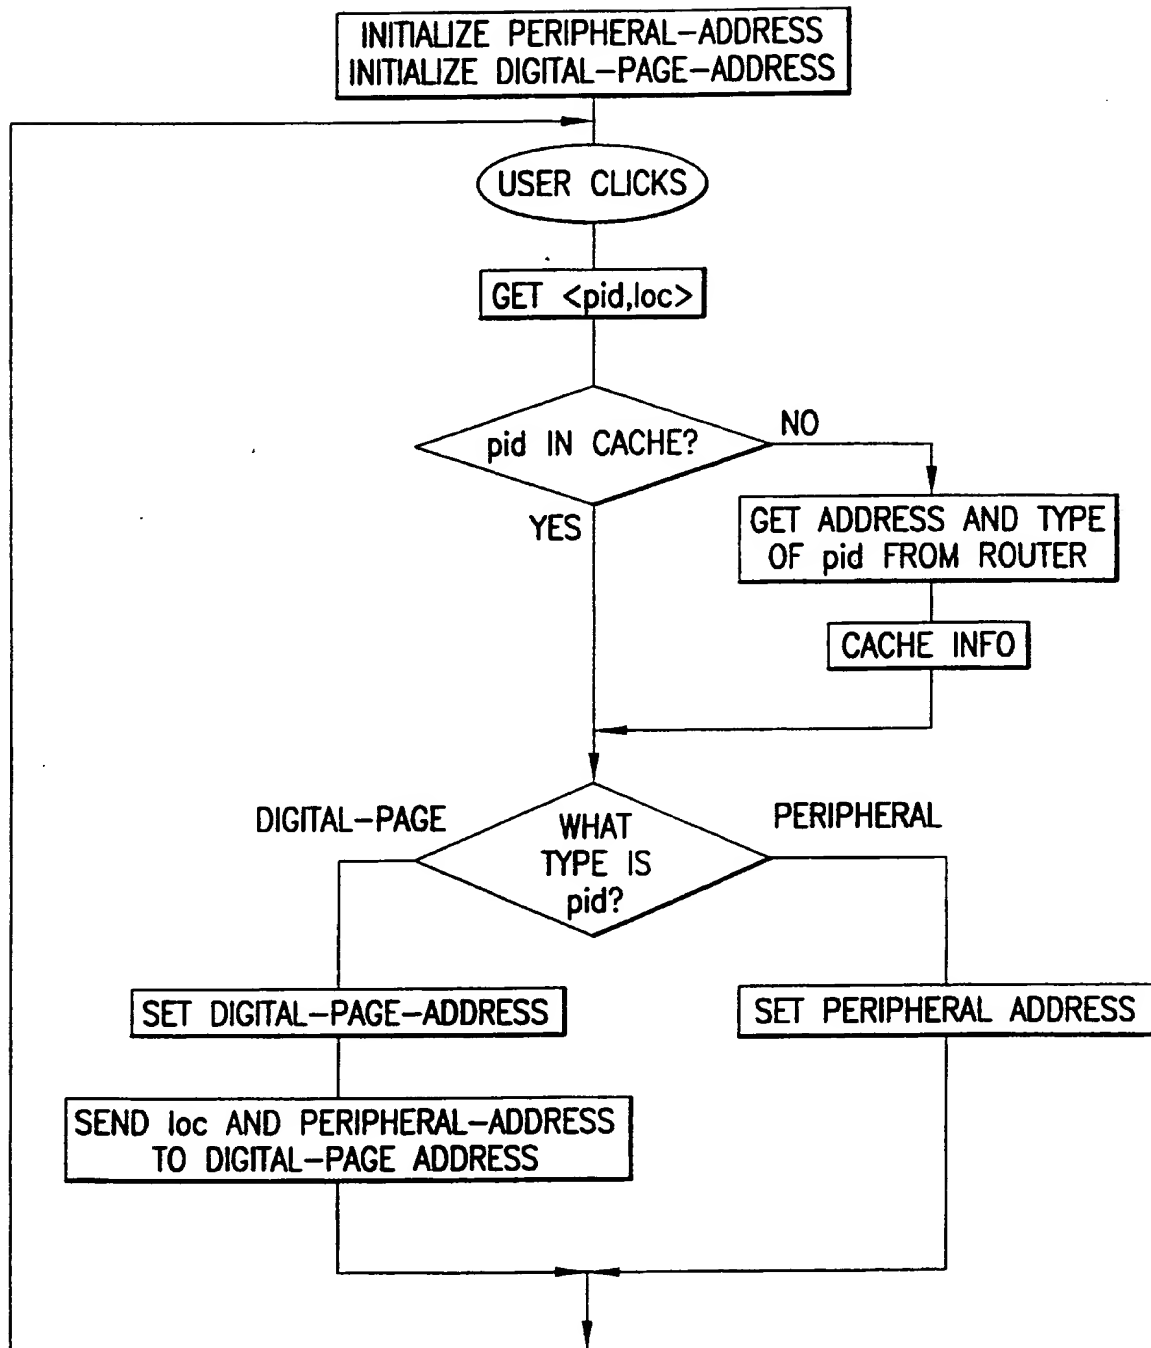 INITIALIZE PERIPHERAL-ADDRESS
INITIALIZE DIGITAL-PAGE-ADDRESS
USER CLICKS
GET <pid,loc>
pid IN CACHE?
NO
YES
GET ADDRESS AND TYPE
OF pid FROM ROUTER
CACHE INFO
DIGITAL-PAGE
PERIPHERAL
WHAT
TYPE IS
pid?
SET DIGITAL-PAGE-ADDRESS
SET PERIPHERAL ADDRESS
SEND loc AND PERIPHERAL-ADDRESS
TO DIGITAL-PAGE ADDRESS